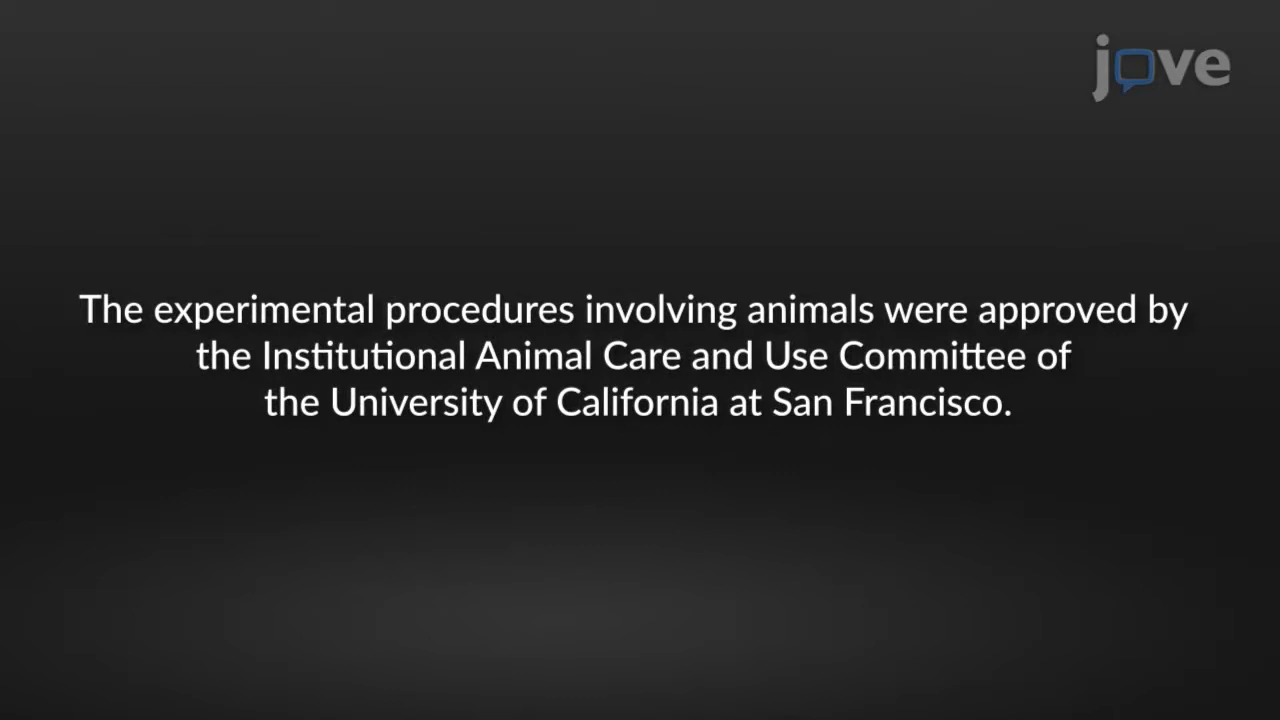 jove
The experimental procedures involving animals were approved by
the Institutional Animal Care and Use Committee of
the University of California at San Francisco.